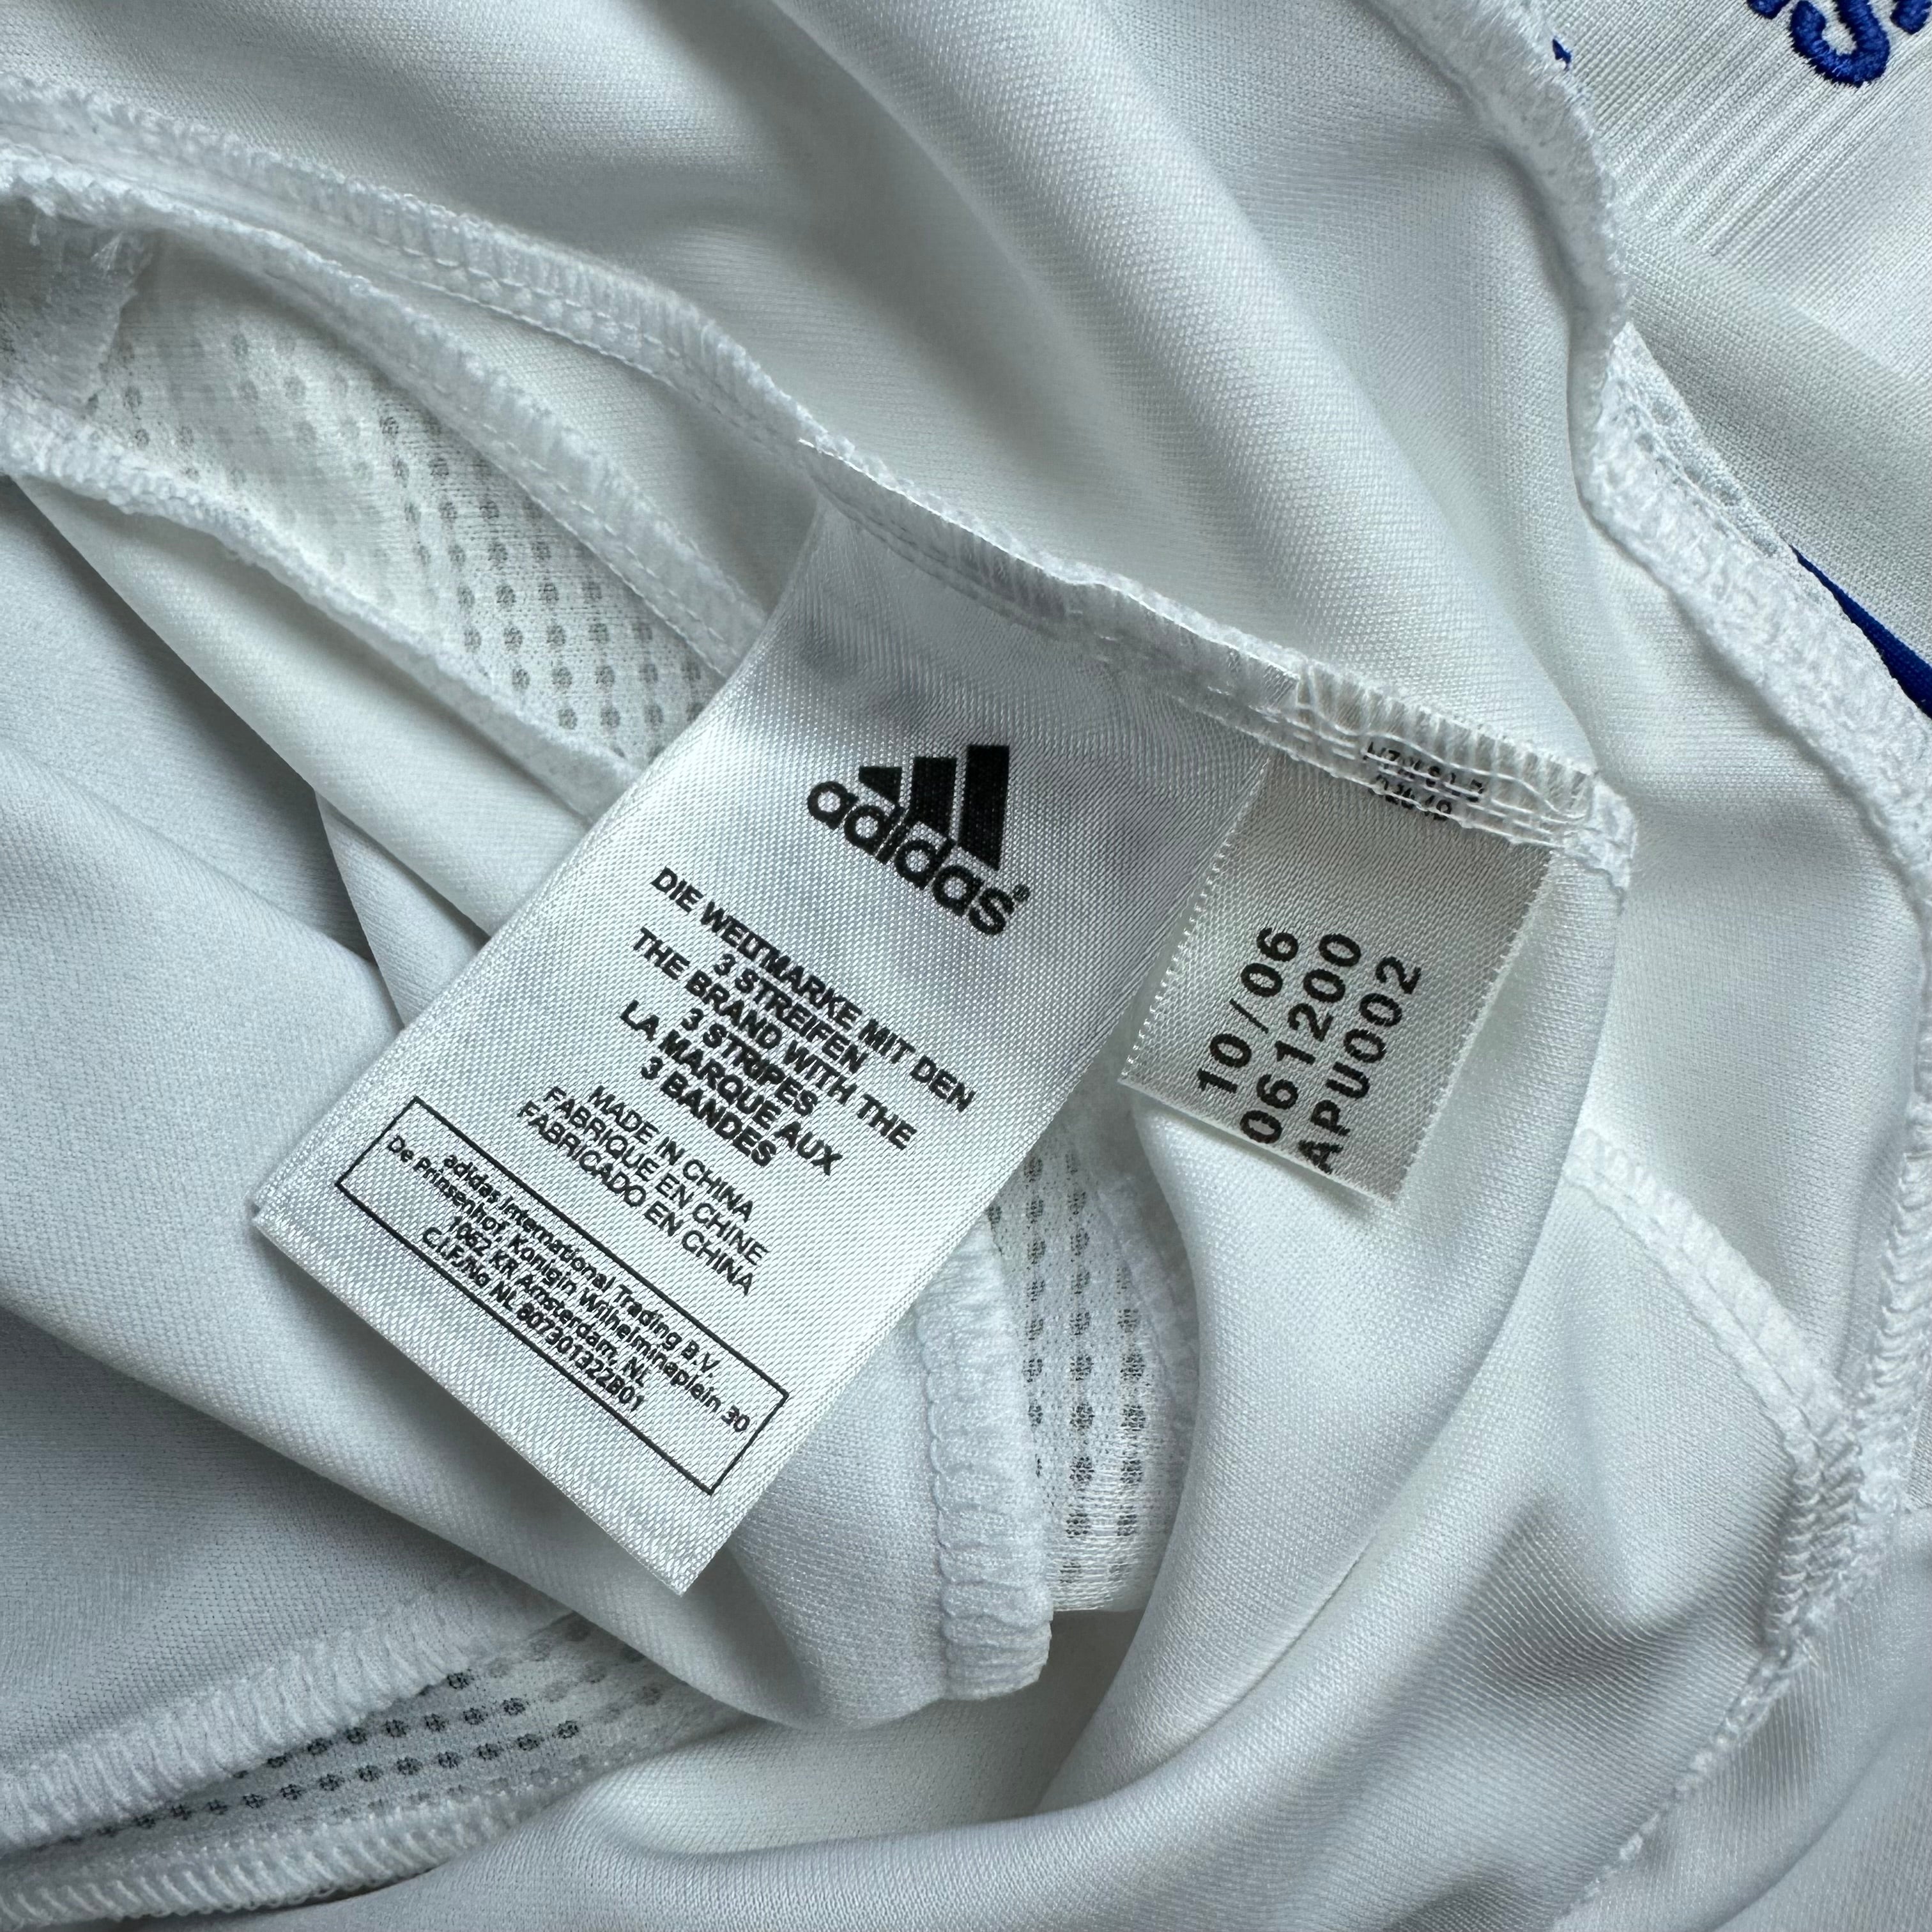 adidas®
DIE WELTMARKE MIT DEN
3 STREIFEN
THE BRAND WITH THE
3 STRIPES
LA MARQUE AUX
3 BANDES
MADE IN CHINA
FABRIQUE EN CHINE
FABRICADO EN CHINA
adidas International Trading B.V.
De Prinsenhof, Konigin Wilhelminaplein 30
1062 KR Amsterdam, NL
C.I.F./No NL 807301322B01
10/06
061200
APU002